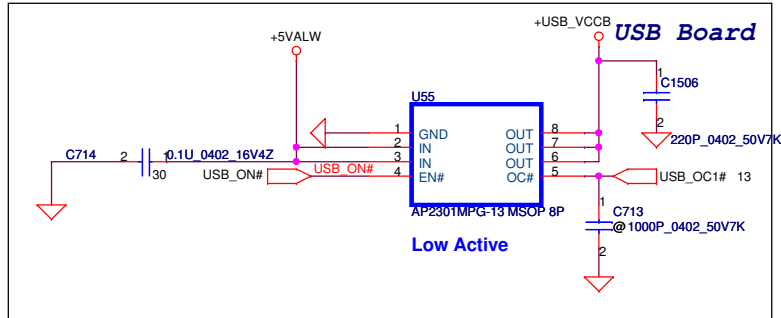 +5VALW
+USB_VCCB
USB Board
C1506
1
2
220P_0402_50V7K
U55
1 GND OUT 8
2 IN OUT 7
3 IN OUT 6
4 EN# OC# 5
C714 2 1 0.1U_0402_16V4Z
30
USB_ON# USB_ON#
USB_OC1# 13
AP2301MPG-13 MSOP 8P
Low Active
1
C713
@ 1000P_0402_50V7K
2